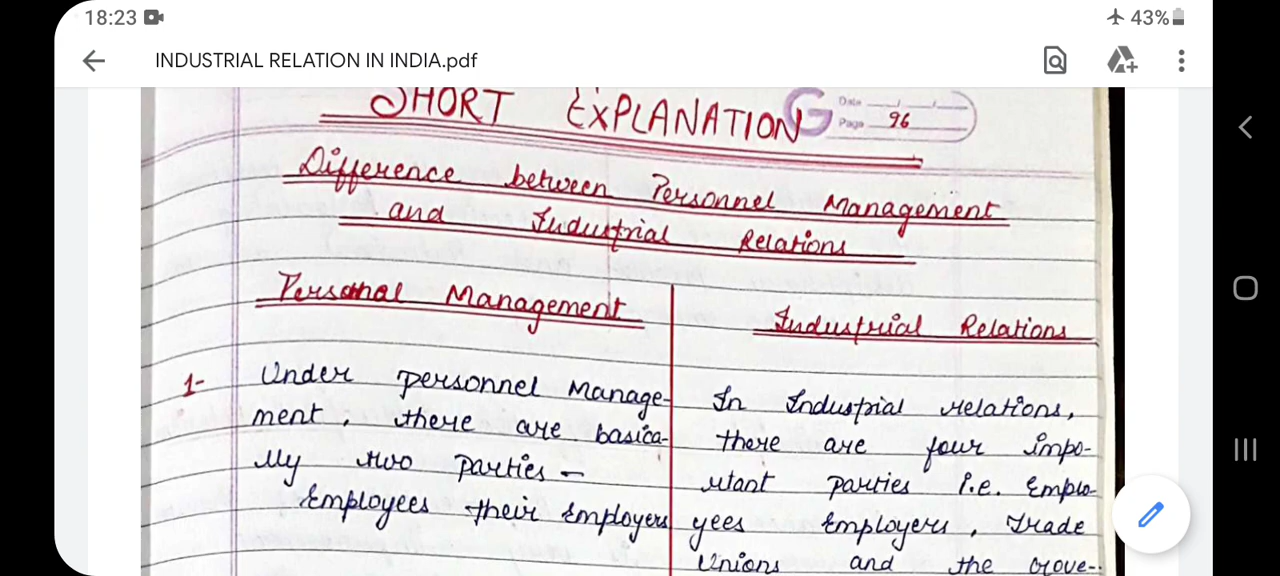 18:23
43%
INDUSTRIAL RELATION IN INDIA.pdf
SHORT EXPLANATION
Date
Page 96
Difference between Personnel Management
and Industrial Relations
Personal Management
1- Under personnel Manage-
ment, there are basica-
lly two parties -
Employees their employers
Industrial Relations
In Industrial relations,
there are four impo-
rtant parties i.e. Emplo-
yees Employers, Trade
Unions and the Gove-